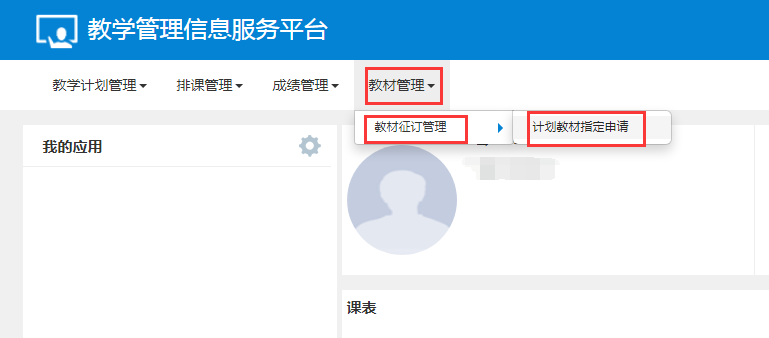 教学管理信息服务平台
教学计划管理 排课管理 成绩管理 教材管理
教材征订管理 计划教材指定申请
我的应用
课表